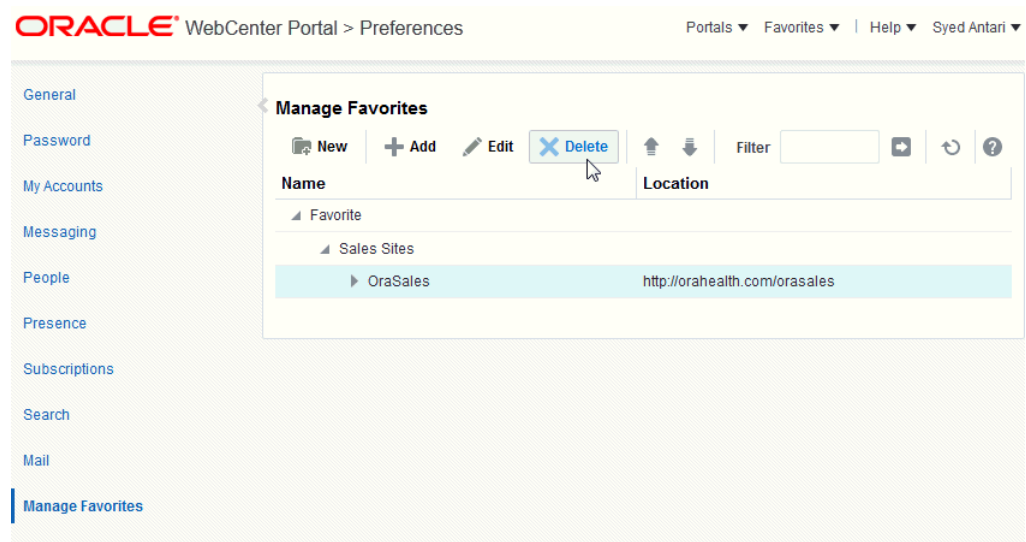 ORACLE WebCenter Portal > Preferences
Portals Favorites | Help Syed Antari
General
Password
My Accounts
Messaging
People
Presence
Subscriptions
Search
Mail
Manage Favorites
Manage Favorites
New Add Edit Delete Filter
Name Location
Favorite
Sales Sites
OraSales http://orahealth.com/orasales